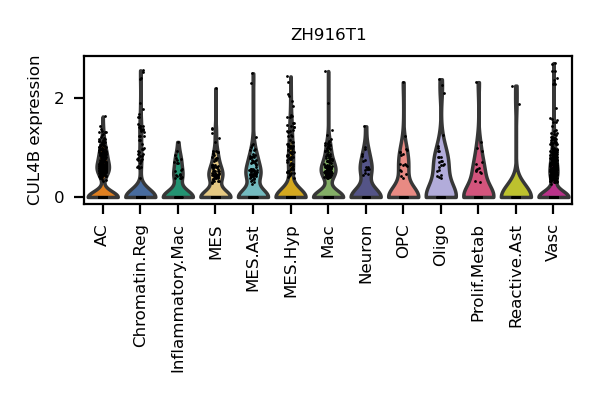 ZH916T1
CUL4B expression
2
0
AC
Chromatin.Reg
Inflammatory.Mac
MES
MES.Ast
MES.Hyp
Mac
Neuron
OPC
Oligo
Prolif.Metab
Reactive.Ast
Vasc